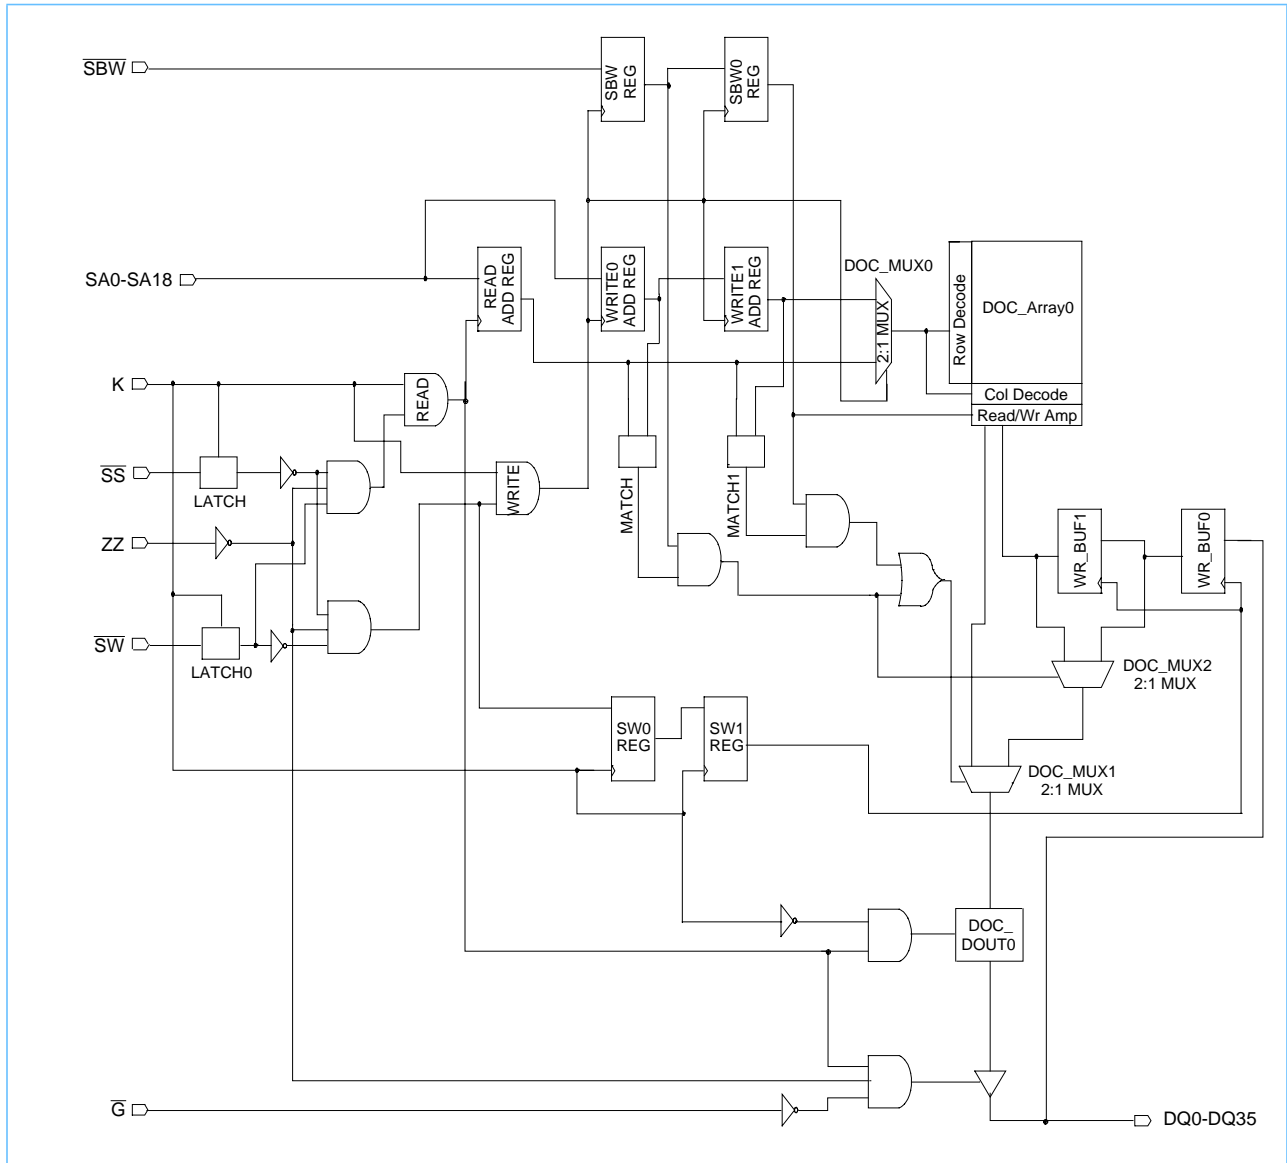 SBW
SBW
REG
SBW0
REG
SA0-SA18
READ
ADD REG
WRITE0
ADD REG
WRITE1
ADD REG
DOC_MUX0
2:1 MUX
Row Decode
DOC_Array0
Col Decode
Read/Wr Amp
K
READ
SS
LATCH
WRITE
MATCH
MATCH1
ZZ
WR_BUF1
WR_BUF0
SW
LATCH0
DOC_MUX2
2:1 MUX
SW0
REG
SW1
REG
DOC_MUX1
2:1 MUX
DOC_
DOUT0
G
DQ0-DQ35